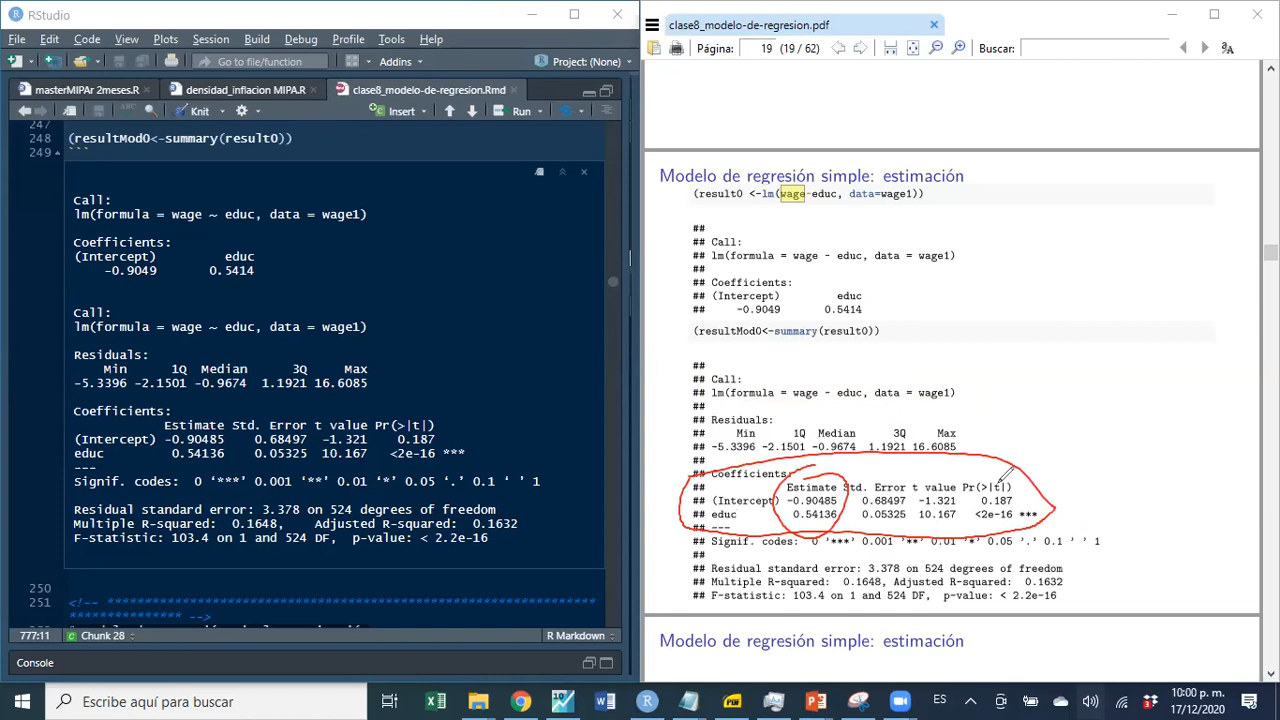 RStudio
File Edit Code View Plots Session Build Debug Profile Tools Help
Go to file/function
Addins
Project: (None)
masterMIPAr 2meses.R
densidad_inflacion MIPA.R
clase8_modelo-de-regresion.Rmd
Knit
Insert
Run
247
248 (resultMod0<-summary(result0))
249 ```
Call:
lm(formula = wage ~ educ, data = wage1)
Coefficients:
(Intercept) educ
-0.9049 0.5414
Call:
lm(formula = wage ~ educ, data = wage1)
Residuals:
Min 1Q Median 3Q Max
-5.3396 -2.1501 -0.9674 1.1921 16.6085
Coefficients:
Estimate Std. Error t value Pr(>|t|)
(Intercept) -0.90485 0.68497 -1.321 0.187
educ 0.54136 0.05325 10.167 <2e-16 ***
---
Signif. codes: 0 '***' 0.001 '**' 0.01 '*' 0.05 '.' 0.1 ' ' 1
Residual standard error: 3.378 on 524 degrees of freedom
Multiple R-squared: 0.1648, Adjusted R-squared: 0.1632
F-statistic: 103.4 on 1 and 524 DF, p-value: < 2.2e-16
250
251 <!-- ************************************************************
*************** -->
777:11 Chunk 28 R Markdown
Console
clase8_modelo-de-regresion.pdf
Página: 19 (19 / 62) Buscar:
Modelo de regresión simple: estimación
(result0 <-lm(wage~educ, data=wage1))
##
## Call:
## lm(formula = wage ~ educ, data = wage1)
##
## Coefficients:
## (Intercept) educ
## -0.9049 0.5414
(resultMod0<-summary(result0))
##
## Call:
## lm(formula = wage ~ educ, data = wage1)
##
## Residuals:
## Min 1Q Median 3Q Max
## -5.3396 -2.1501 -0.9674 1.1921 16.6085
##
## Coefficients:
## Estimate Std. Error t value Pr(>|t|)
## (Intercept) -0.90485 0.68497 -1.321 0.187
## educ 0.54136 0.05325 10.167 <2e-16 ***
## ---
## Signif. codes: 0 '***' 0.001 '**' 0.01 '*' 0.05 '.' 0.1 ' ' 1
##
## Residual standard error: 3.378 on 524 degrees of freedom
## Multiple R-squared: 0.1648, Adjusted R-squared: 0.1632
## F-statistic: 103.4 on 1 and 524 DF, p-value: < 2.2e-16
Modelo de regresión simple: estimación
Escribe aquí para buscar
ES
10:00 p. m.
17/12/2020